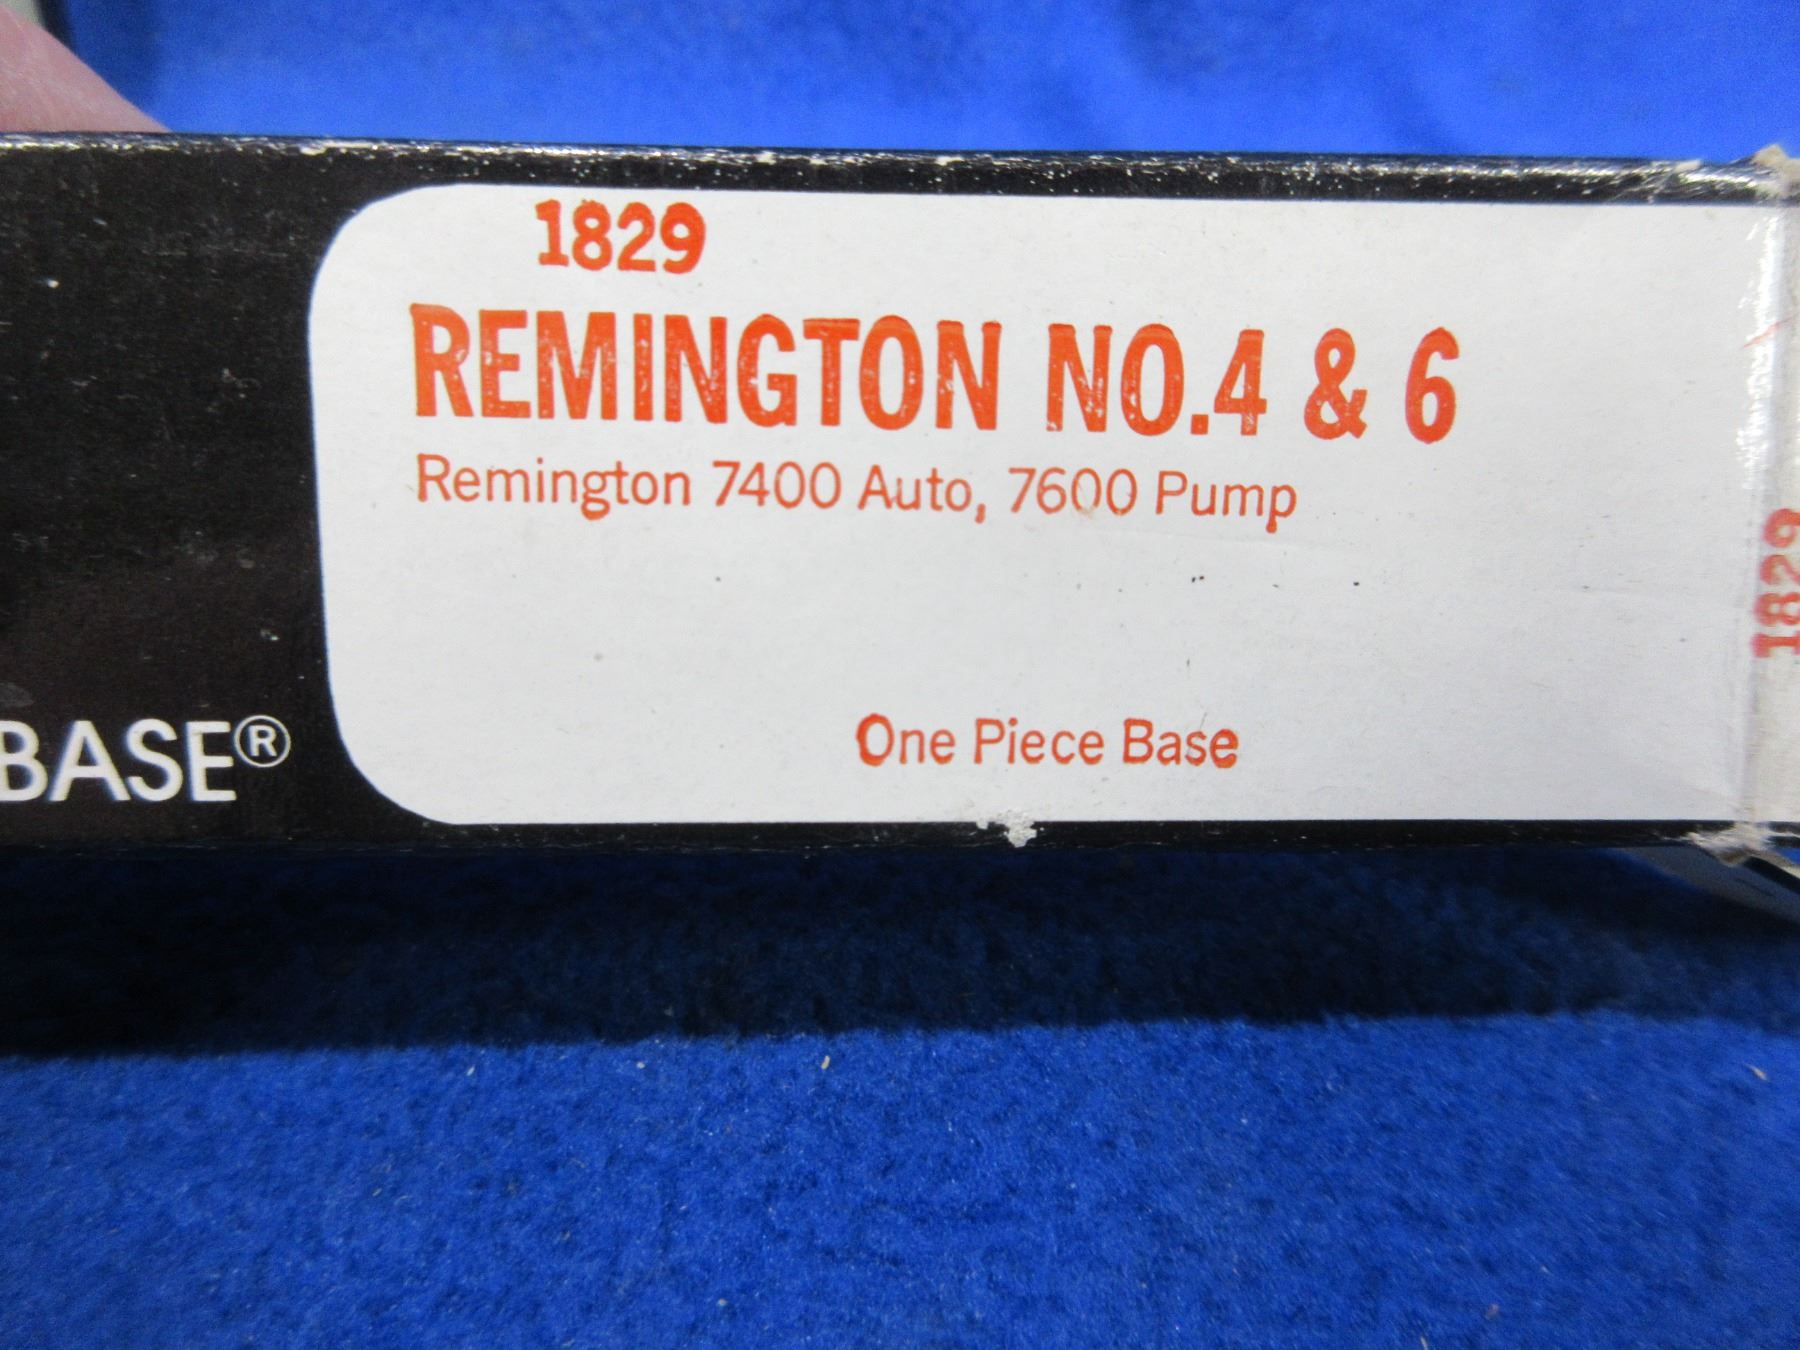 1829
REMINGTON NO.4 & 6
Remington 7400 Auto, 7600 Pump
One Piece Base
BASE®
1829